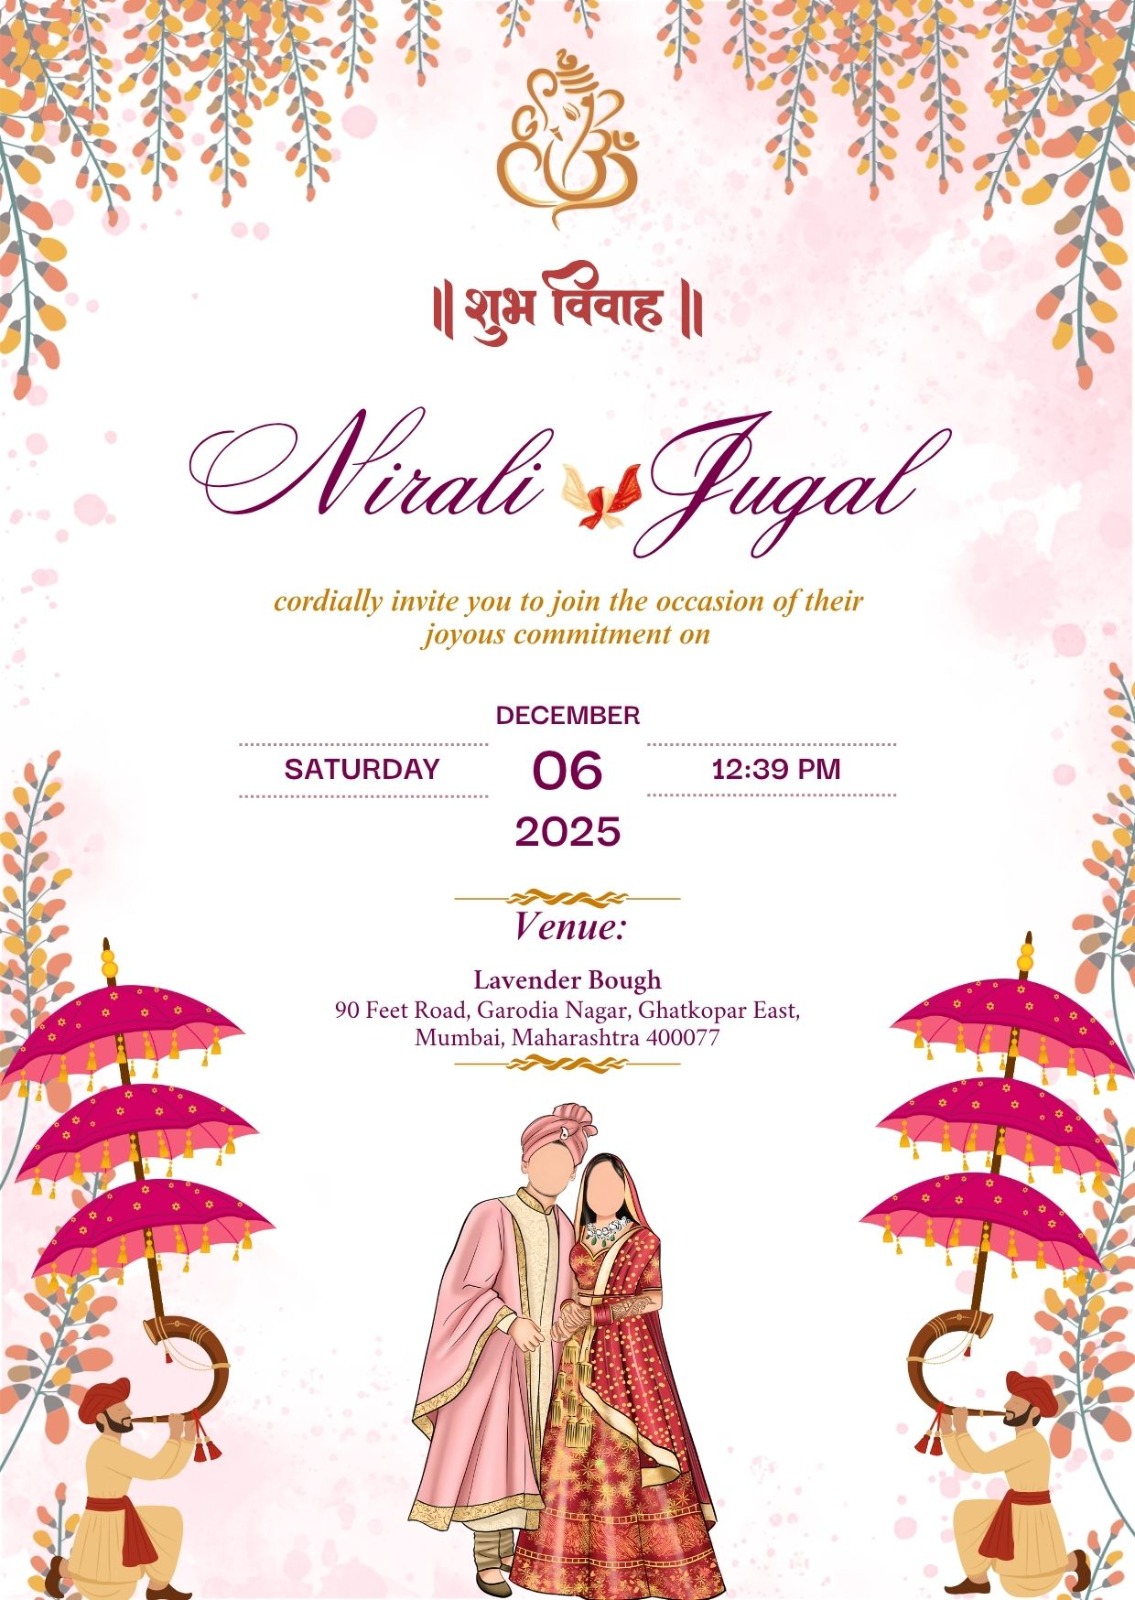 ॥ शुभ विवाह ॥
Nirali Jugal
cordially invite you to join the occasion of their
joyous commitment on
DECEMBER
SATURDAY 06 12:39 PM
2025
Venue:
Lavender Bough
90 Feet Road, Garodia Nagar, Ghatkopar East,
Mumbai, Maharashtra 400077